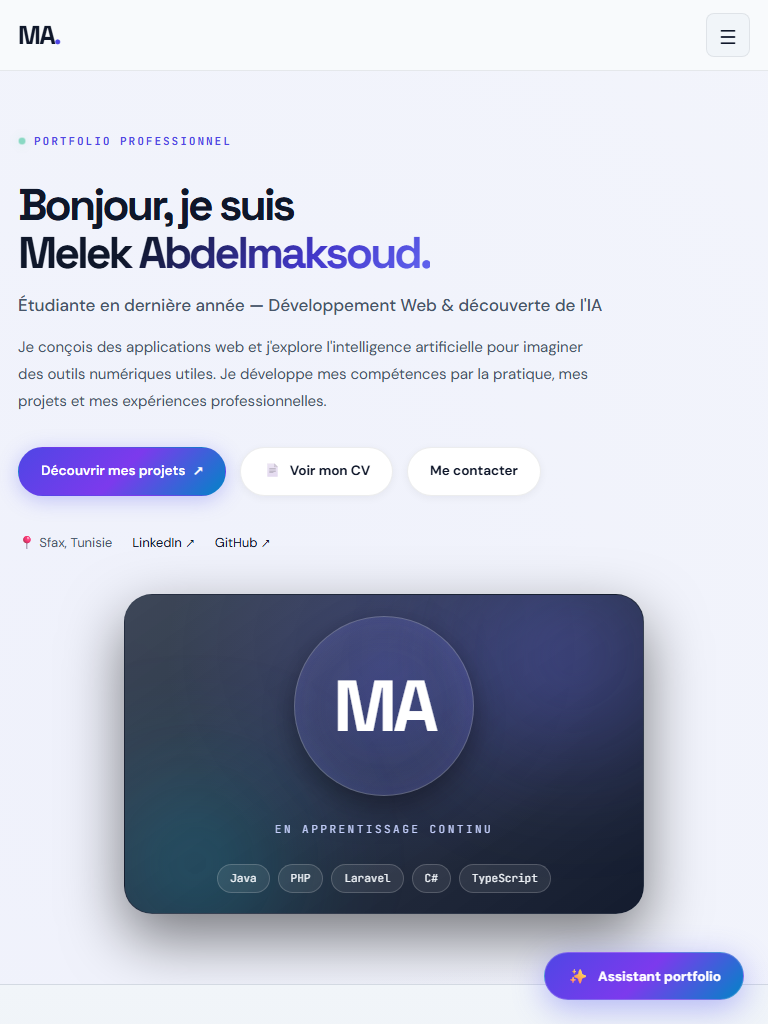 MA.
PORTFOLIO PROFESSIONNEL
Bonjour, je suis
Melek Abdelmaksoud.
Étudiante en dernière année — Développement Web & découverte de l'IA
Je conçois des applications web et j'explore l'intelligence artificielle pour imaginer
des outils numériques utiles. Je développe mes compétences par la pratique, mes
projets et mes expériences professionnelles.
Découvrir mes projets ↗
Voir mon CV
Me contacter
Sfax, Tunisie
LinkedIn ↗
GitHub ↗
MA
EN APPRENTISSAGE CONTINU
Java
PHP
Laravel
C#
TypeScript
Assistant portfolio